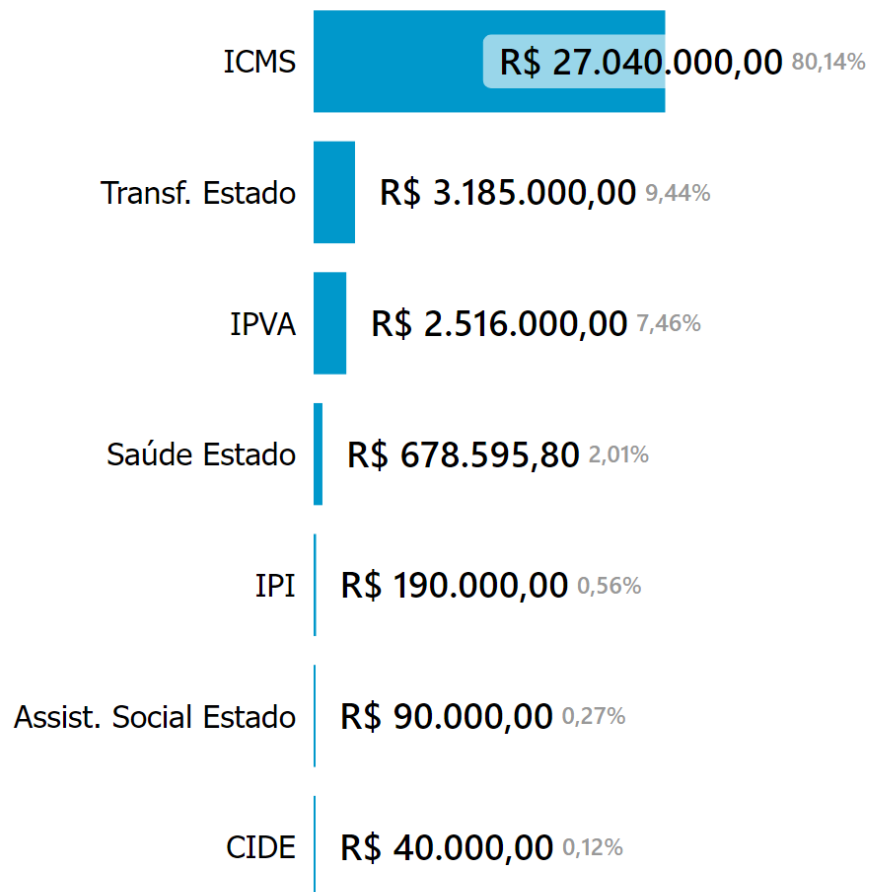 ICMS R$ 27.040.000,00 80,14%
Transf. Estado R$ 3.185.000,00 9,44%
IPVA R$ 2.516.000,00 7,46%
Saúde Estado R$ 678.595,80 2,01%
IPI R$ 190.000,00 0,56%
Assist. Social Estado R$ 90.000,00 0,27%
CIDE R$ 40.000,00 0,12%